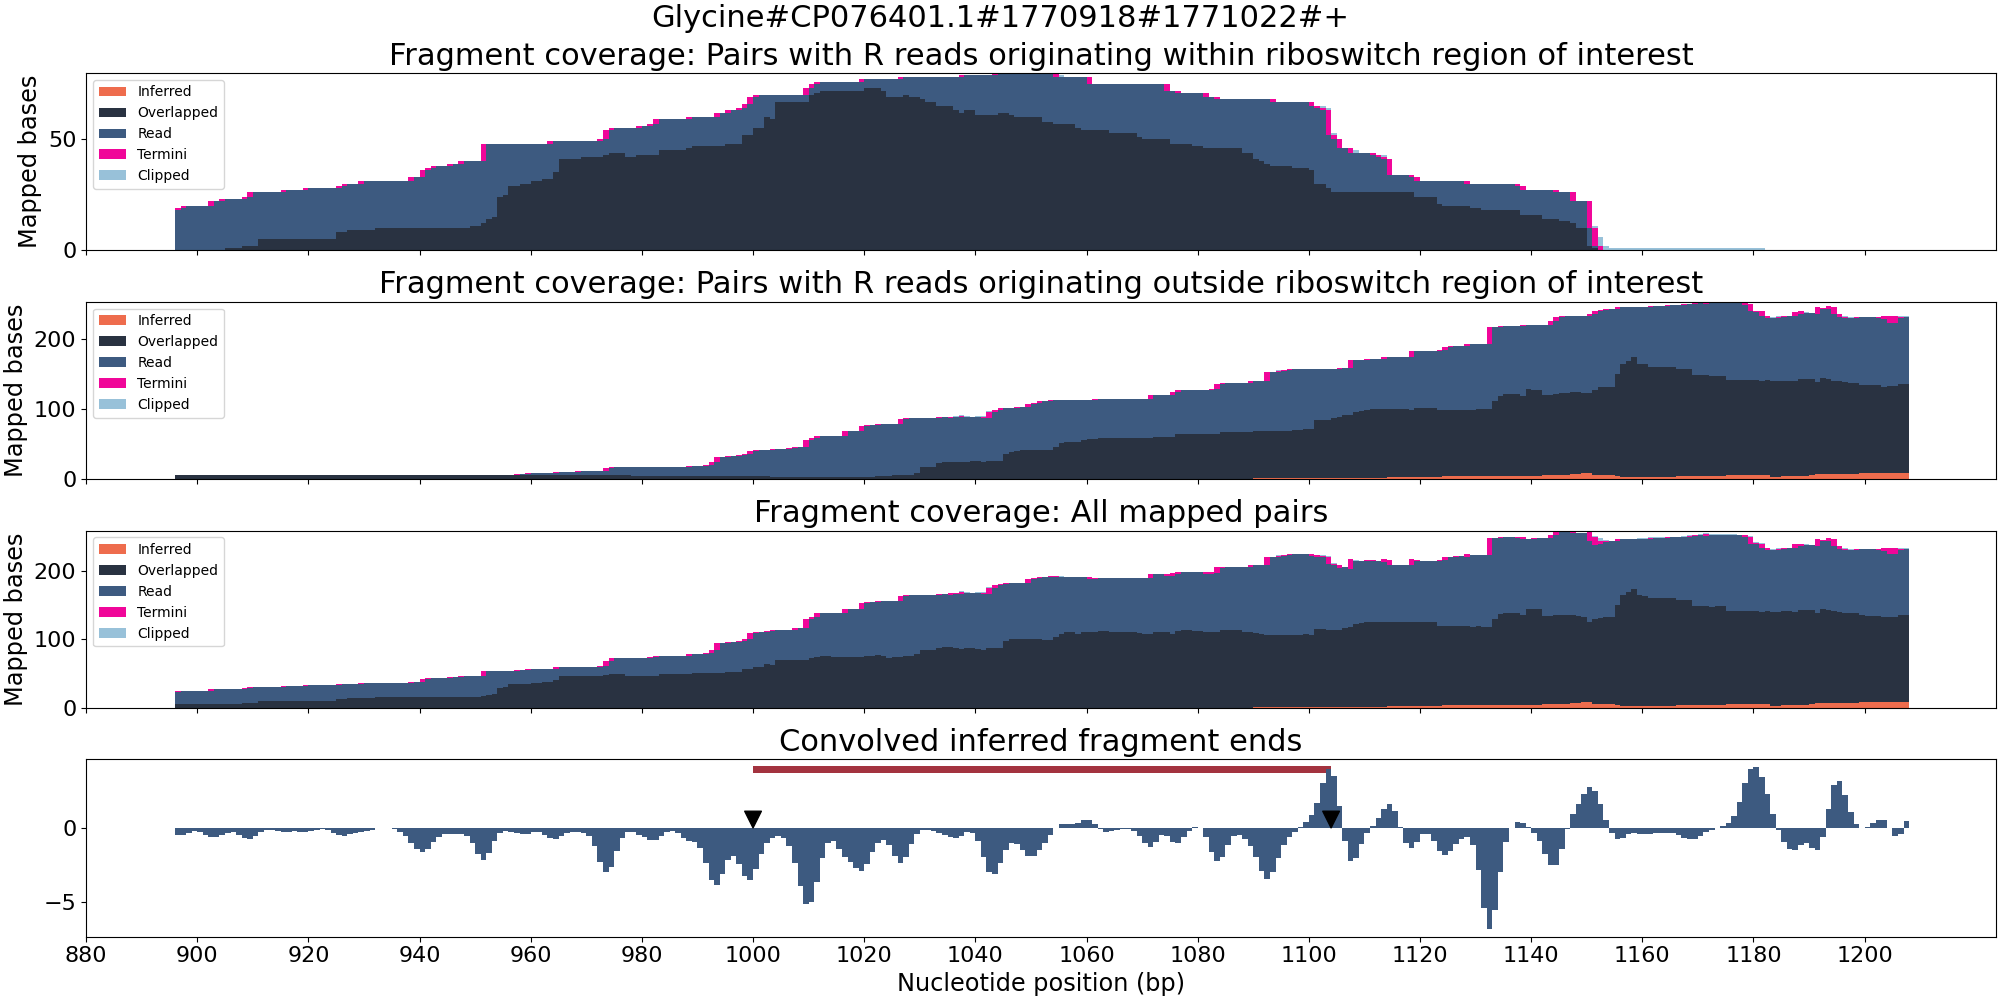 Glycine#CP076401.1#1770918#1771022#+
Fragment coverage: Pairs with R reads originating within riboswitch region of interest
Mapped bases
50
0
Inferred
Overlapped
Read
Termini
Clipped
Fragment coverage: Pairs with R reads originating outside riboswitch region of interest
Mapped bases
200
100
0
Inferred
Overlapped
Read
Termini
Clipped
Fragment coverage: All mapped pairs
Mapped bases
200
100
0
Inferred
Overlapped
Read
Termini
Clipped
Convolved inferred fragment ends
0
−5
880 900 920 940 960 980 1000 1020 1040 1060 1080 1100 1120 1140 1160 1180 1200
Nucleotide position (bp)